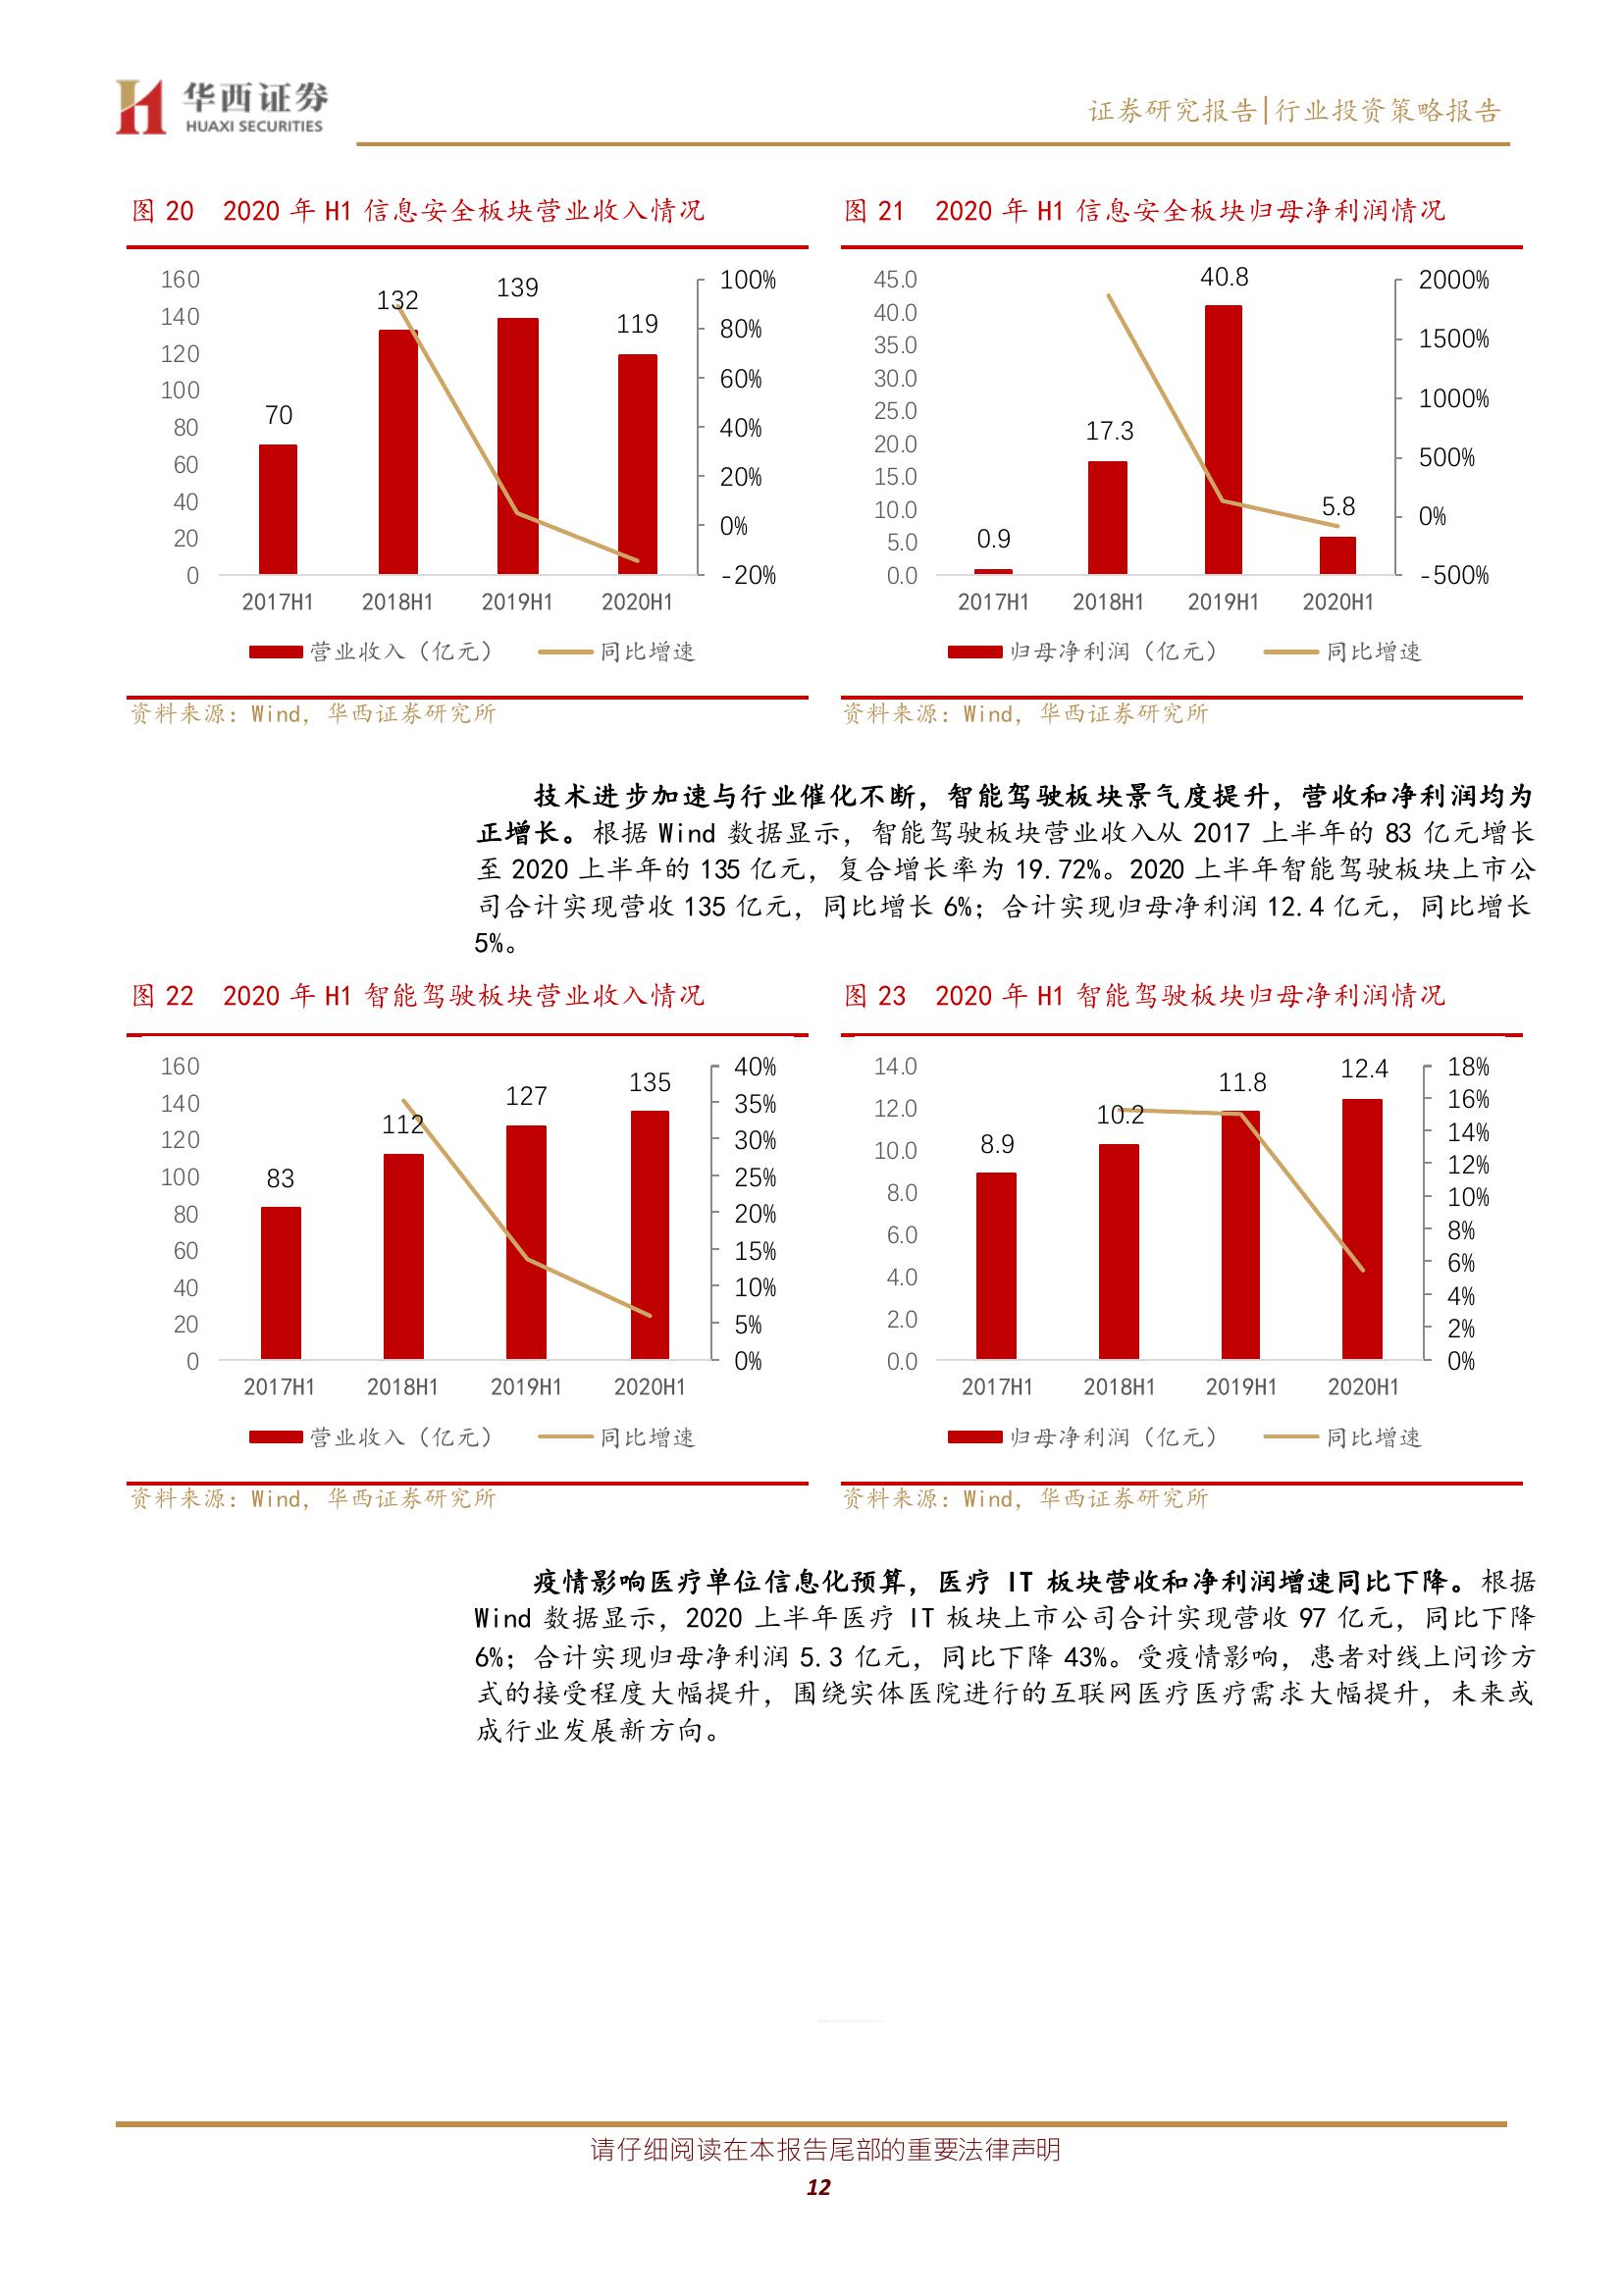 华西证券
HUAXI SECURITIES
证券研究报告|行业投资策略报告
图 20 2020 年 H1 信息安全板块营业收入情况
160
140
120
100
80
60
40
20
0
70
132
139
119
100%
80%
60%
40%
20%
0%
-20%
2017H1 2018H1 2019H1 2020H1
营业收入（亿元） 同比增速
资料来源：Wind，华西证券研究所
图 21 2020 年 H1 信息安全板块归母净利润情况
45.0
40.0
35.0
30.0
25.0
20.0
15.0
10.0
5.0
0.0
0.9
17.3
40.8
5.8
2000%
1500%
1000%
500%
0%
-500%
2017H1 2018H1 2019H1 2020H1
归母净利润（亿元） 同比增速
资料来源：Wind，华西证券研究所
技术进步加速与行业催化不断，智能驾驶板块景气度提升，营收和净利润均为
正增长。根据 Wind 数据显示，智能驾驶板块营业收入从 2017 上半年的 83 亿元增长
至 2020 上半年的 135 亿元，复合增长率为 19.72%。2020 上半年智能驾驶板块上市公
司合计实现营收 135 亿元，同比增长 6%；合计实现归母净利润 12.4 亿元，同比增长
5%。
图 22 2020 年 H1 智能驾驶板块营业收入情况
160
140
120
100
80
60
40
20
0
83
112
127
135
40%
35%
30%
25%
20%
15%
10%
5%
0%
2017H1 2018H1 2019H1 2020H1
营业收入（亿元） 同比增速
资料来源：Wind，华西证券研究所
图 23 2020 年 H1 智能驾驶板块归母净利润情况
14.0
12.0
10.0
8.0
6.0
4.0
2.0
0.0
8.9
10.2
11.8
12.4
18%
16%
14%
12%
10%
8%
6%
4%
2%
0%
2017H1 2018H1 2019H1 2020H1
归母净利润（亿元） 同比增速
资料来源：Wind，华西证券研究所
疫情影响医疗单位信息化预算，医疗 IT 板块营收和净利润增速同比下降。根据
Wind 数据显示，2020 上半年医疗 IT 板块上市公司合计实现营收 97 亿元，同比下降
6%；合计实现归母净利润 5.3 亿元，同比下降 43%。受疫情影响，患者对线上问诊方
式的接受程度大幅提升，围绕实体医院进行的互联网医疗医疗需求大幅提升，未来或
成行业发展新方向。
请仔细阅读在本报告尾部的重要法律声明
12